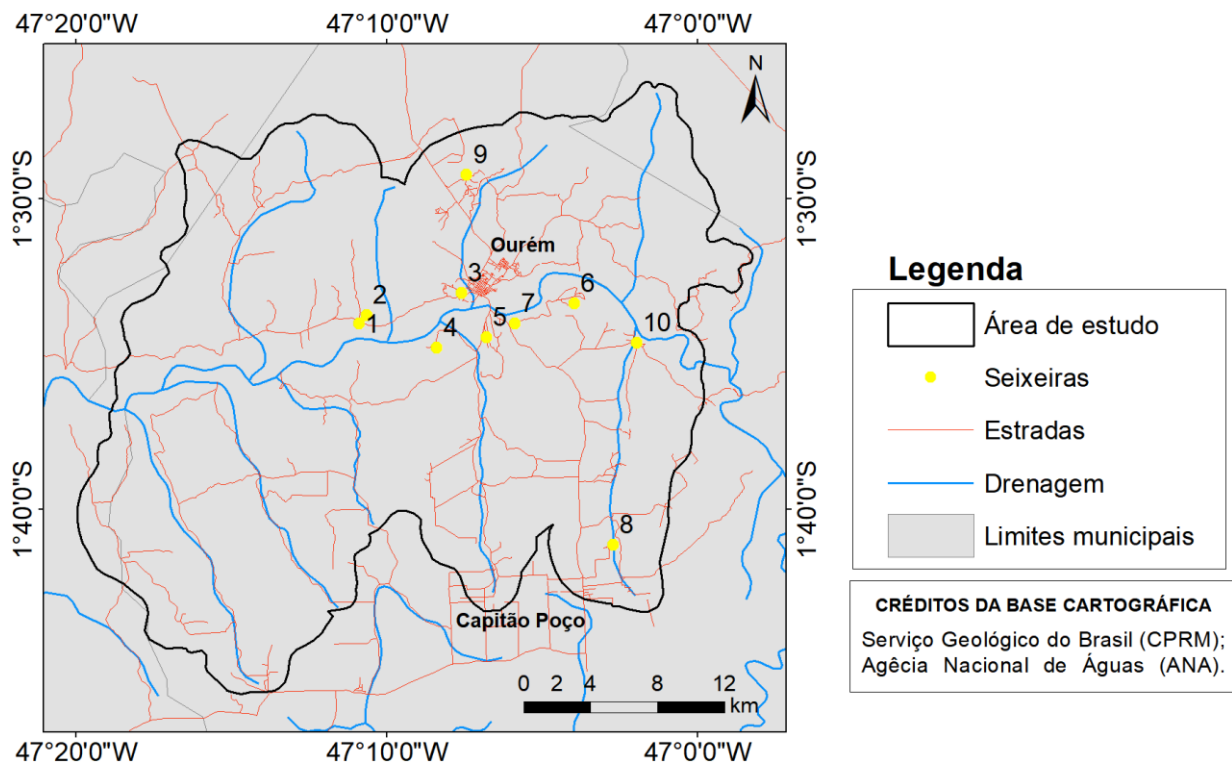 47°20'0"W
47°10'0"W
47°0'0"W
N
1°30'0"S
1°30'0"S
9
Ourém
3
6
2
7
1
5
10
4
1°40'0"S
1°40'0"S
8
Capitão Poço
0 2 4 8 12
km
47°20'0"W
47°10'0"W
47°0'0"W
Legenda
Área de estudo
Seixeiras
Estradas
Drenagem
Limites municipais
CRÉDITOS DA BASE CARTOGRÁFICA
Serviço Geológico do Brasil (CPRM);
Agêcia Nacional de Águas (ANA).